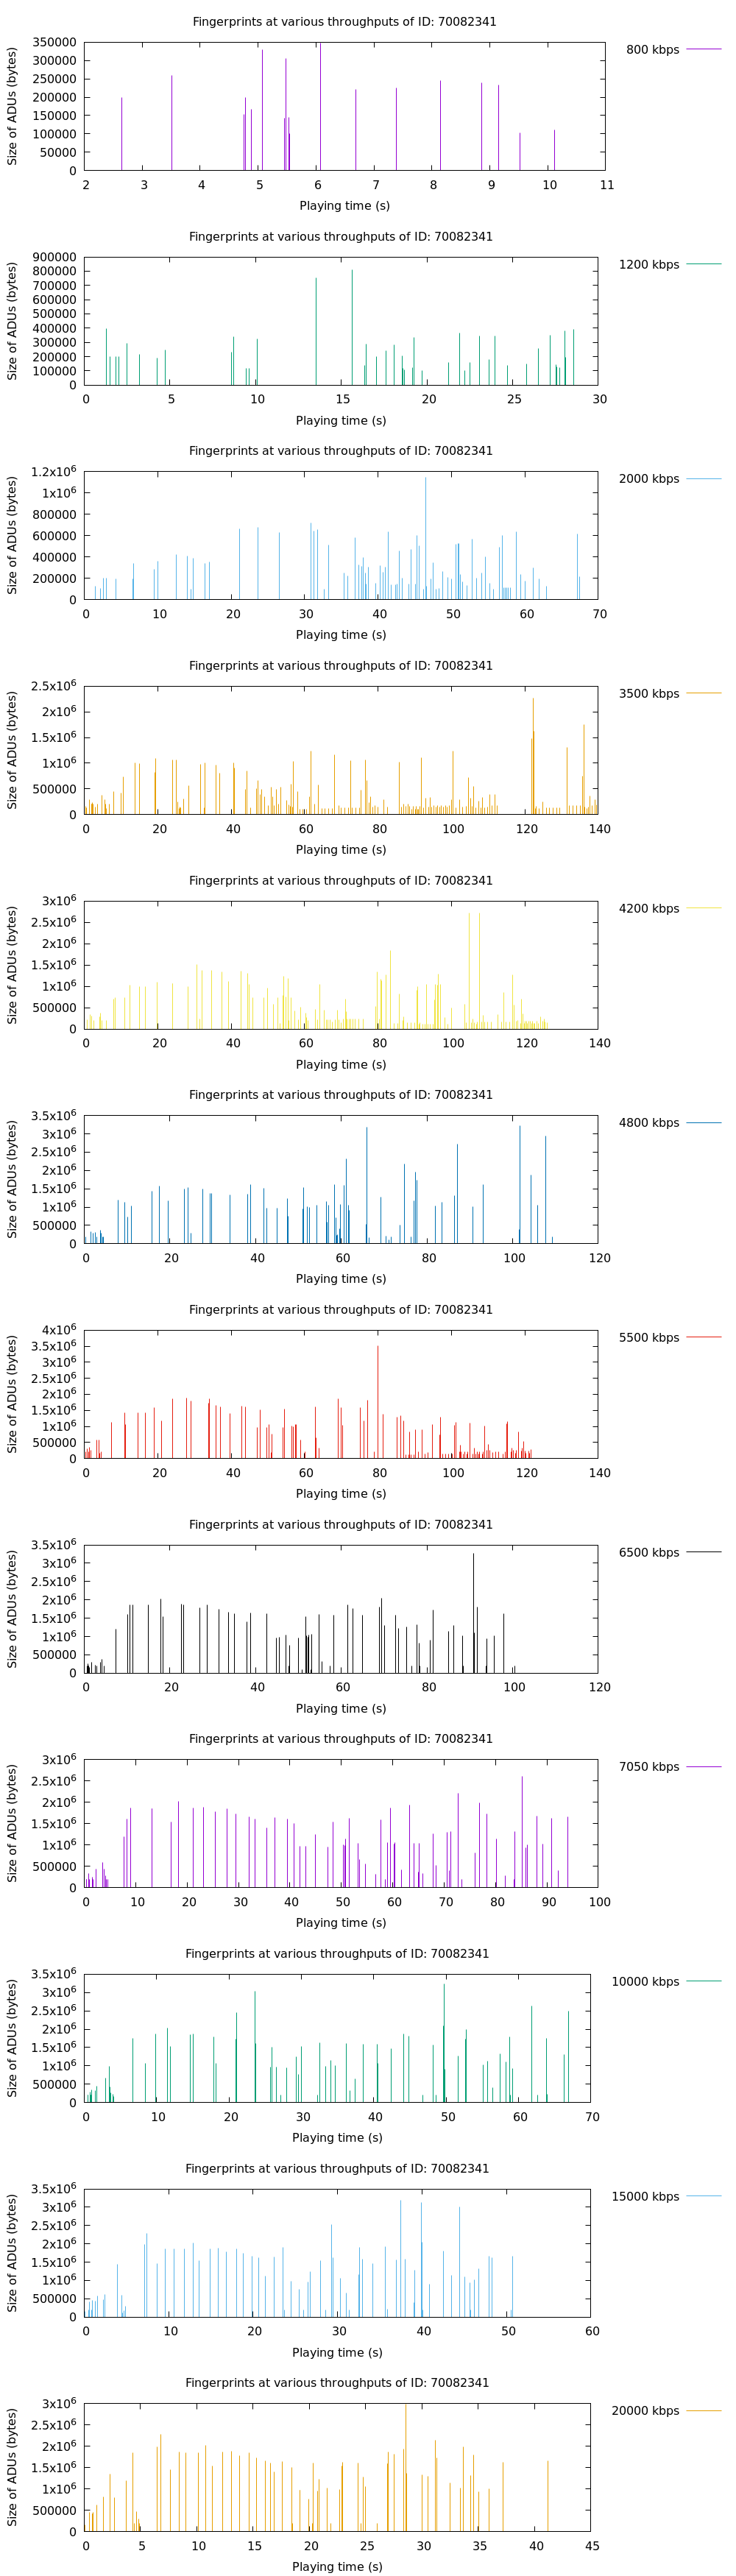 Fingerprints at various throughputs of ID: 70082341
800 kbps
Size of ADUs (bytes)
350000
300000
250000
200000
150000
100000
50000
0
2 3 4 5 6 7 8 9 10 11
Playing time (s)
Fingerprints at various throughputs of ID: 70082341
1200 kbps
Size of ADUs (bytes)
900000
800000
700000
600000
500000
400000
300000
200000
100000
0
0 5 10 15 20 25 30
Playing time (s)
Fingerprints at various throughputs of ID: 70082341
2000 kbps
Size of ADUs (bytes)
1.2x10^6
1x10^6
800000
600000
400000
200000
0
0 10 20 30 40 50 60 70
Playing time (s)
Fingerprints at various throughputs of ID: 70082341
3500 kbps
Size of ADUs (bytes)
2.5x10^6
2x10^6
1.5x10^6
1x10^6
500000
0
0 20 40 60 80 100 120 140
Playing time (s)
Fingerprints at various throughputs of ID: 70082341
4200 kbps
Size of ADUs (bytes)
3x10^6
2.5x10^6
2x10^6
1.5x10^6
1x10^6
500000
0
0 20 40 60 80 100 120 140
Playing time (s)
Fingerprints at various throughputs of ID: 70082341
4800 kbps
Size of ADUs (bytes)
3.5x10^6
3x10^6
2.5x10^6
2x10^6
1.5x10^6
1x10^6
500000
0
0 20 40 60 80 100 120
Playing time (s)
Fingerprints at various throughputs of ID: 70082341
5500 kbps
Size of ADUs (bytes)
4x10^6
3.5x10^6
3x10^6
2.5x10^6
2x10^6
1.5x10^6
1x10^6
500000
0
0 20 40 60 80 100 120 140
Playing time (s)
Fingerprints at various throughputs of ID: 70082341
6500 kbps
Size of ADUs (bytes)
3.5x10^6
3x10^6
2.5x10^6
2x10^6
1.5x10^6
1x10^6
500000
0
0 20 40 60 80 100 120
Playing time (s)
Fingerprints at various throughputs of ID: 70082341
7050 kbps
Size of ADUs (bytes)
3x10^6
2.5x10^6
2x10^6
1.5x10^6
1x10^6
500000
0
0 10 20 30 40 50 60 70 80 90 100
Playing time (s)
Fingerprints at various throughputs of ID: 70082341
10000 kbps
Size of ADUs (bytes)
3.5x10^6
3x10^6
2.5x10^6
2x10^6
1.5x10^6
1x10^6
500000
0
0 10 20 30 40 50 60 70
Playing time (s)
Fingerprints at various throughputs of ID: 70082341
15000 kbps
Size of ADUs (bytes)
3.5x10^6
3x10^6
2.5x10^6
2x10^6
1.5x10^6
1x10^6
500000
0
0 10 20 30 40 50 60
Playing time (s)
Fingerprints at various throughputs of ID: 70082341
20000 kbps
Size of ADUs (bytes)
3x10^6
2.5x10^6
2x10^6
1.5x10^6
1x10^6
500000
0
0 5 10 15 20 25 30 35 40 45
Playing time (s)